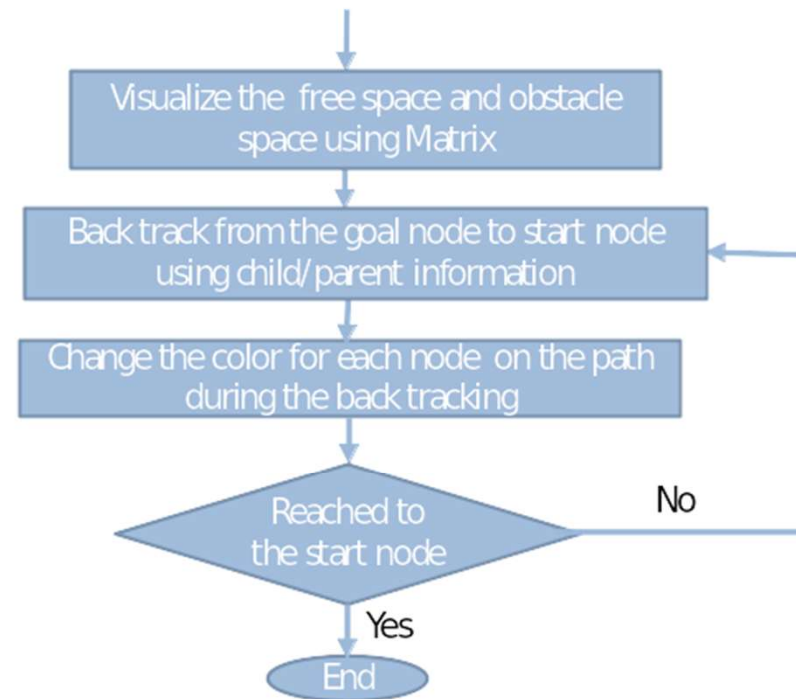 Visualize the free space and obstacle
space using Matrix
Back track from the goal node to start node
using child/parent information
Change the color for each node on the path
during the back tracking
Reached to
the start node
No
Yes
End